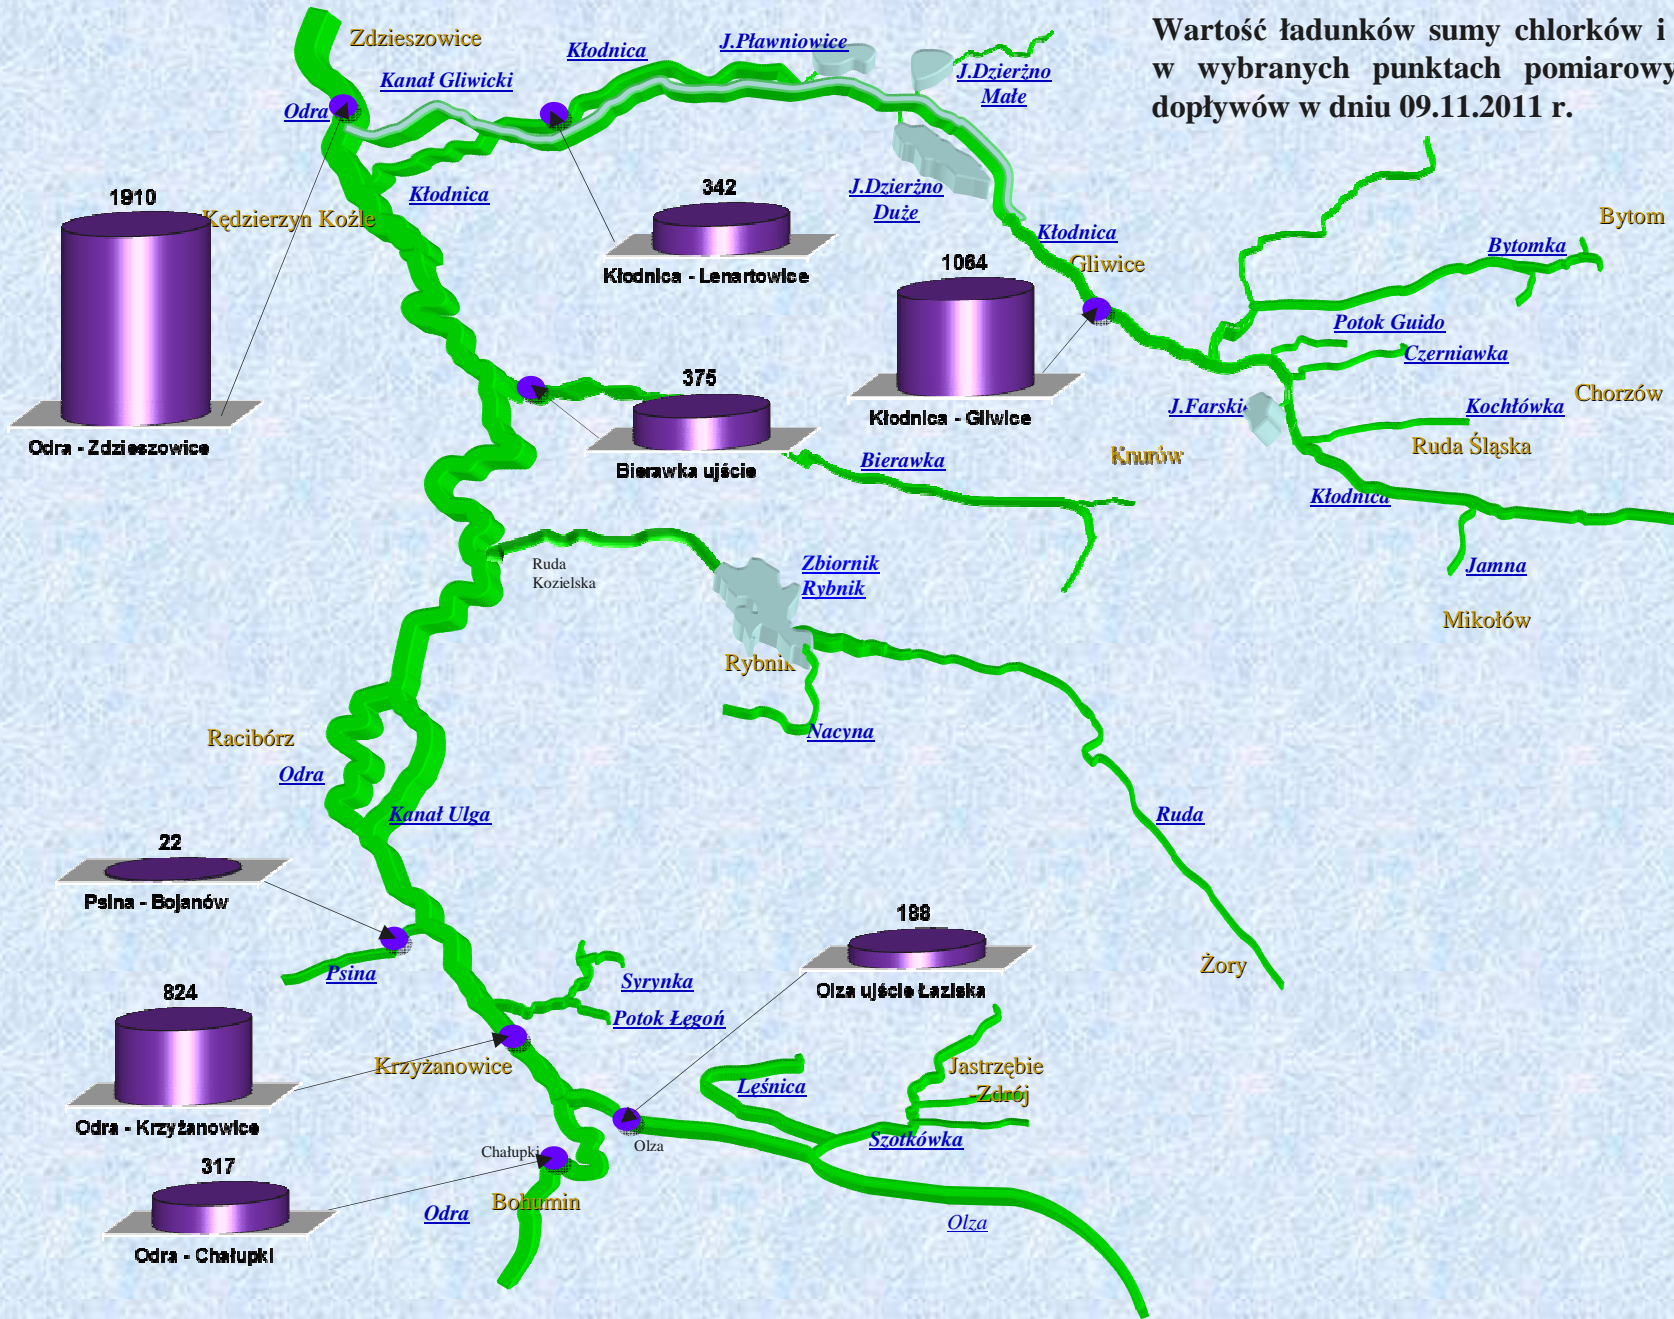 Wartość ładunków sumy chlorków i
w wybranych punktach pomiarowy
dopływów w dniu 09.11.2011 r.
Zdzieszowice
Kłodnica
J.Pławniowice
Kanał Gliwicki
J.Dzierżno
Małe
Odra
1910
Kędzierzyn Koźle
Kłodnica
342
J.Dzierżno
Duże
Kłodnica
Gliwice
Bytom
Bytomka
Kłodnica - Lenartowice
1064
Potok Guido
Czerniawka
375
J.Farskie
Kochłówka
Chorzów
Kłodnica - Gliwice
Odra - Zdzieszowice
Bierawka ujście
Bierawka
Knurów
Ruda Śląska
Kłodnica
Ruda
Kozielska
Zbiornik
Rybnik
Jamna
Mikołów
Rybnik
Racibórz
Nacyna
Odra
Kanał Ulga
Ruda
22
Psina - Bojanów
188
Psina
Syrynka
Żory
824
Olza ujście Łaziska
Potok Łęgoń
Krzyżanowice
Jastrzębie
-Zdrój
Leśnica
Odra - Krzyżanowice
Szotkówka
Chałupki
Olza
317
Bohumin
Odra
Olza
Odra - Chałupki